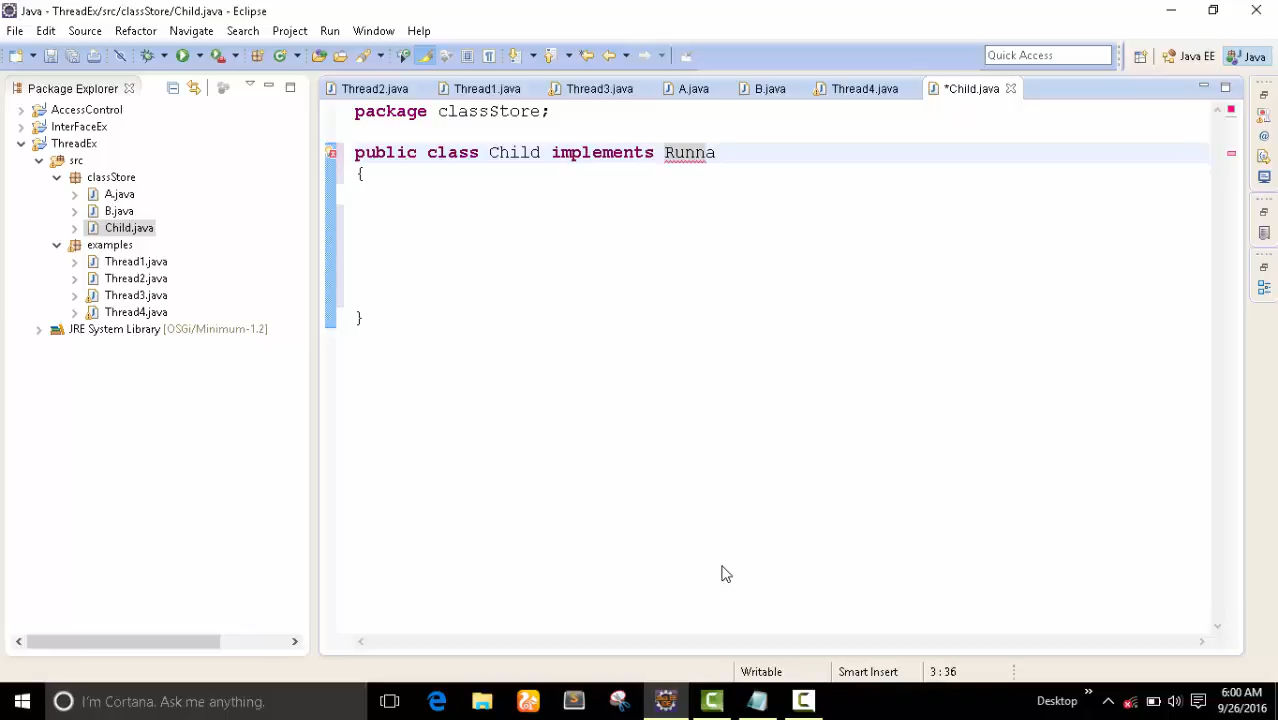 Java - ThreadEx/src/classStore/Child.java - Eclipse
File Edit Source Refactor Navigate Search Project Run Window Help
Quick Access
Java EE
Java
Package Explorer
Thread2.java Thread1.java Thread3.java A.java B.java Thread4.java *Child.java
AccessControl
InterFaceEx
ThreadEx
src
classStore
A.java
B.java
Child.java
examples
Thread1.java
Thread2.java
Thread3.java
Thread4.java
JRE System Library [OSGi/Minimum-1.2]
package classStore;
public class Child implements Runna
{
}
Writable Smart Insert 3 : 36
I'm Cortana. Ask me anything.
Desktop
6:00 AM
9/26/2016